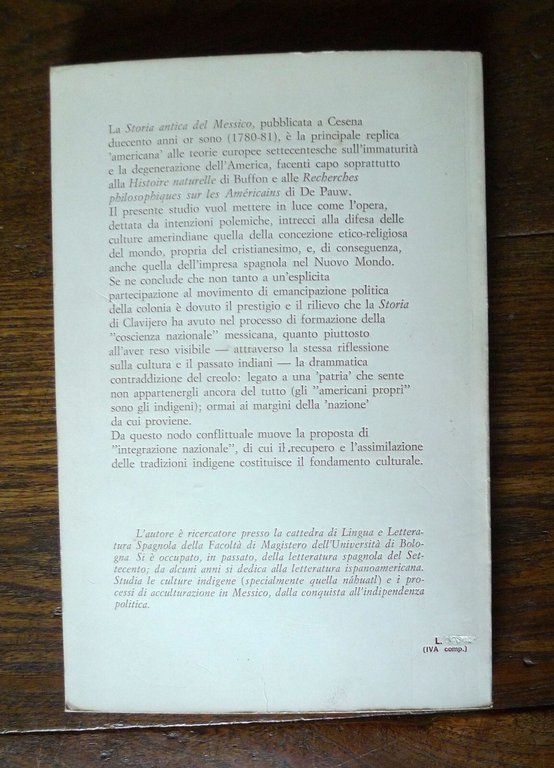 La Storia antica del Messico, pubblicata a Cesena
duecento anni or sono (1780-81), è la principale replica
'americana' alle teorie europee settecentesche sull'immaturità
e la degenerazione dell'America, facenti capo soprattutto
alla Histoire naturelle di Buffon e alle Recherches
philosophiques sur les Américains di De Pauw.
Il presente studio vuol mettere in luce come l'opera,
dettata da intenzioni polemiche, intrecci alla difesa delle
culture amerindiane quella della concezione etico-religiosa
del mondo, propria del cristianesimo, e, di conseguenza,
anche quella dell'impresa spagnola nel Nuovo Mondo.
Se ne conclude che non tanto a un'esplicita
partecipazione al movimento di emancipazione politica
della colonia è dovuto il prestigio e il rilievo che la Storia
di Clavijero ha avuto nel processo di formazione della
"coscienza nazionale" messicana, quanto piuttosto
all'aver reso visibile — attraverso la stessa riflessione
sulla cultura e il passato indiani — la drammatica
contraddizione del creolo: legato a una 'patria' che sente
non appartenergli ancora del tutto (gli "americani propri"
sono gli indigeni); ormai ai margini della 'nazione'
da cui proviene.
Da questo nodo conflittuale muove la proposta di
"integrazione nazionale", di cui il recupero e l'assimilazione
delle tradizioni indigene costituisce il fondamento culturale.
L'autore è ricercatore presso la cattedra di Lingua e Lettera-
tura Spagnola della Facoltà di Magistero dell'Università di Bolo-
gna Si è occupato, in passato, della letteratura spagnola del Set-
tecento; da alcuni anni si dedica alla letteratura ispanoamericana.
Studia le culture indigene (specialmente quella náhuatl) e i pro-
cessi di acculturazione in Messico, dalla conquista all'indipendenza
politica.
L.
(IVA comp.)